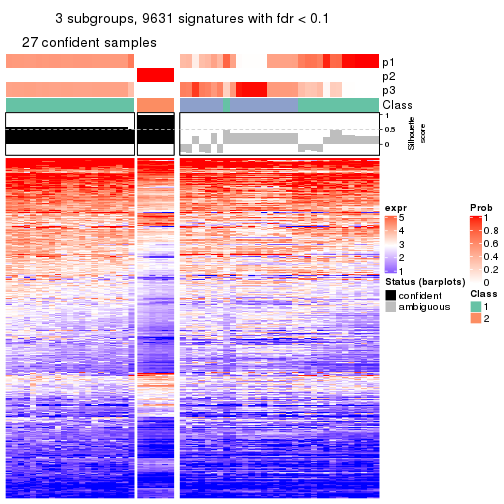 3 subgroups, 9631 signatures with fdr < 0.1
27 confident samples
p1
p2
p3
Class
1
0.5
0
Silhouette
score
expr
5
4
3
2
1
Status (barplots)
confident
ambiguous
Prob
1
0.8
0.6
0.4
0.2
0
Class
1
2